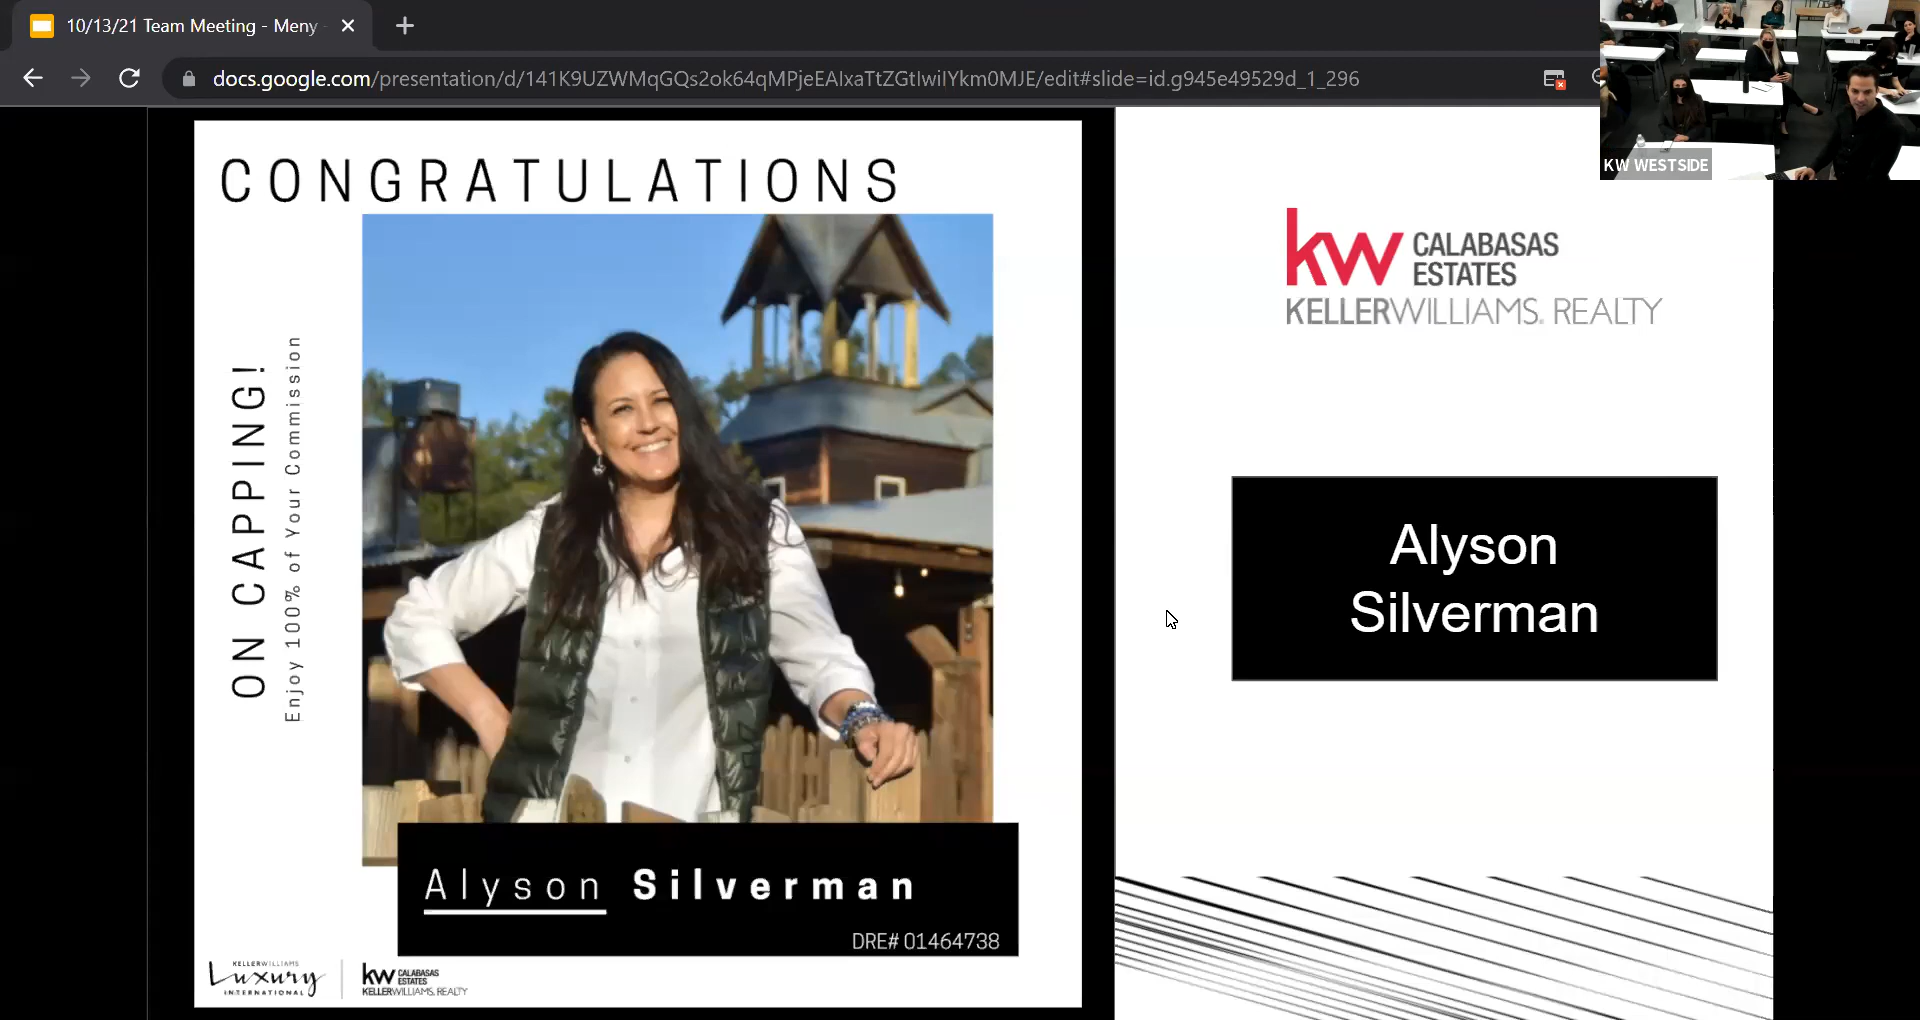 10/13/21 Team Meeting - Meny
docs.google.com/presentation/d/141K9UZWMqGQs2ok64qMPjeEAIxaTtZGtIwiIYkm0MJE/edit#slide=id.g945e49529d_1_296
KW WESTSIDE
CONGRATULATIONS
ON CAPPING!
Enjoy 100% of Your Commission
Alyson Silverman
DRE# 01464738
KELLERWILLIAMS
Luxury
INTERNATIONAL
kw CALABASAS
ESTATES
KELLERWILLIAMS. REALTY
kw CALABASAS
ESTATES
KELLERWILLIAMS. REALTY
Alyson
Silverman